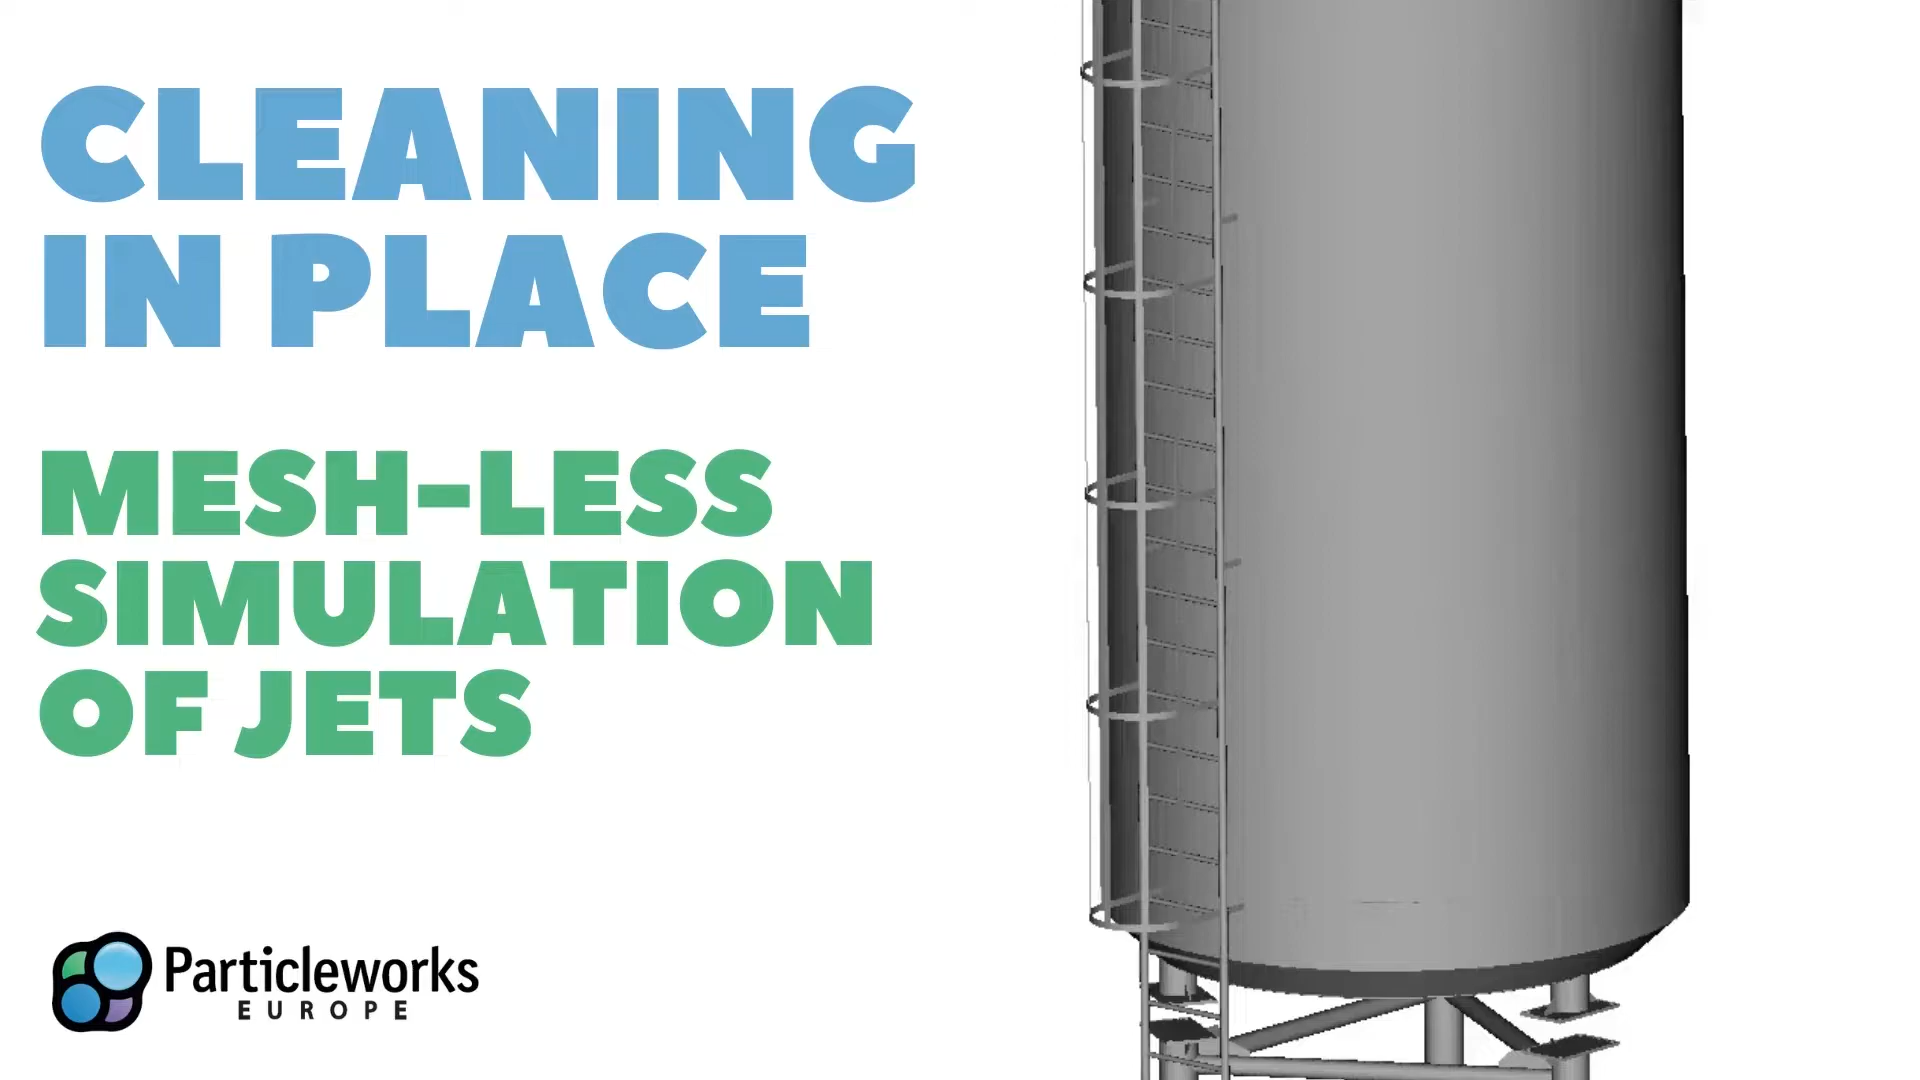 CLEANING
IN PLACE
MESH-LESS
SIMULATION
OF JETS
Particleworks
EUROPE